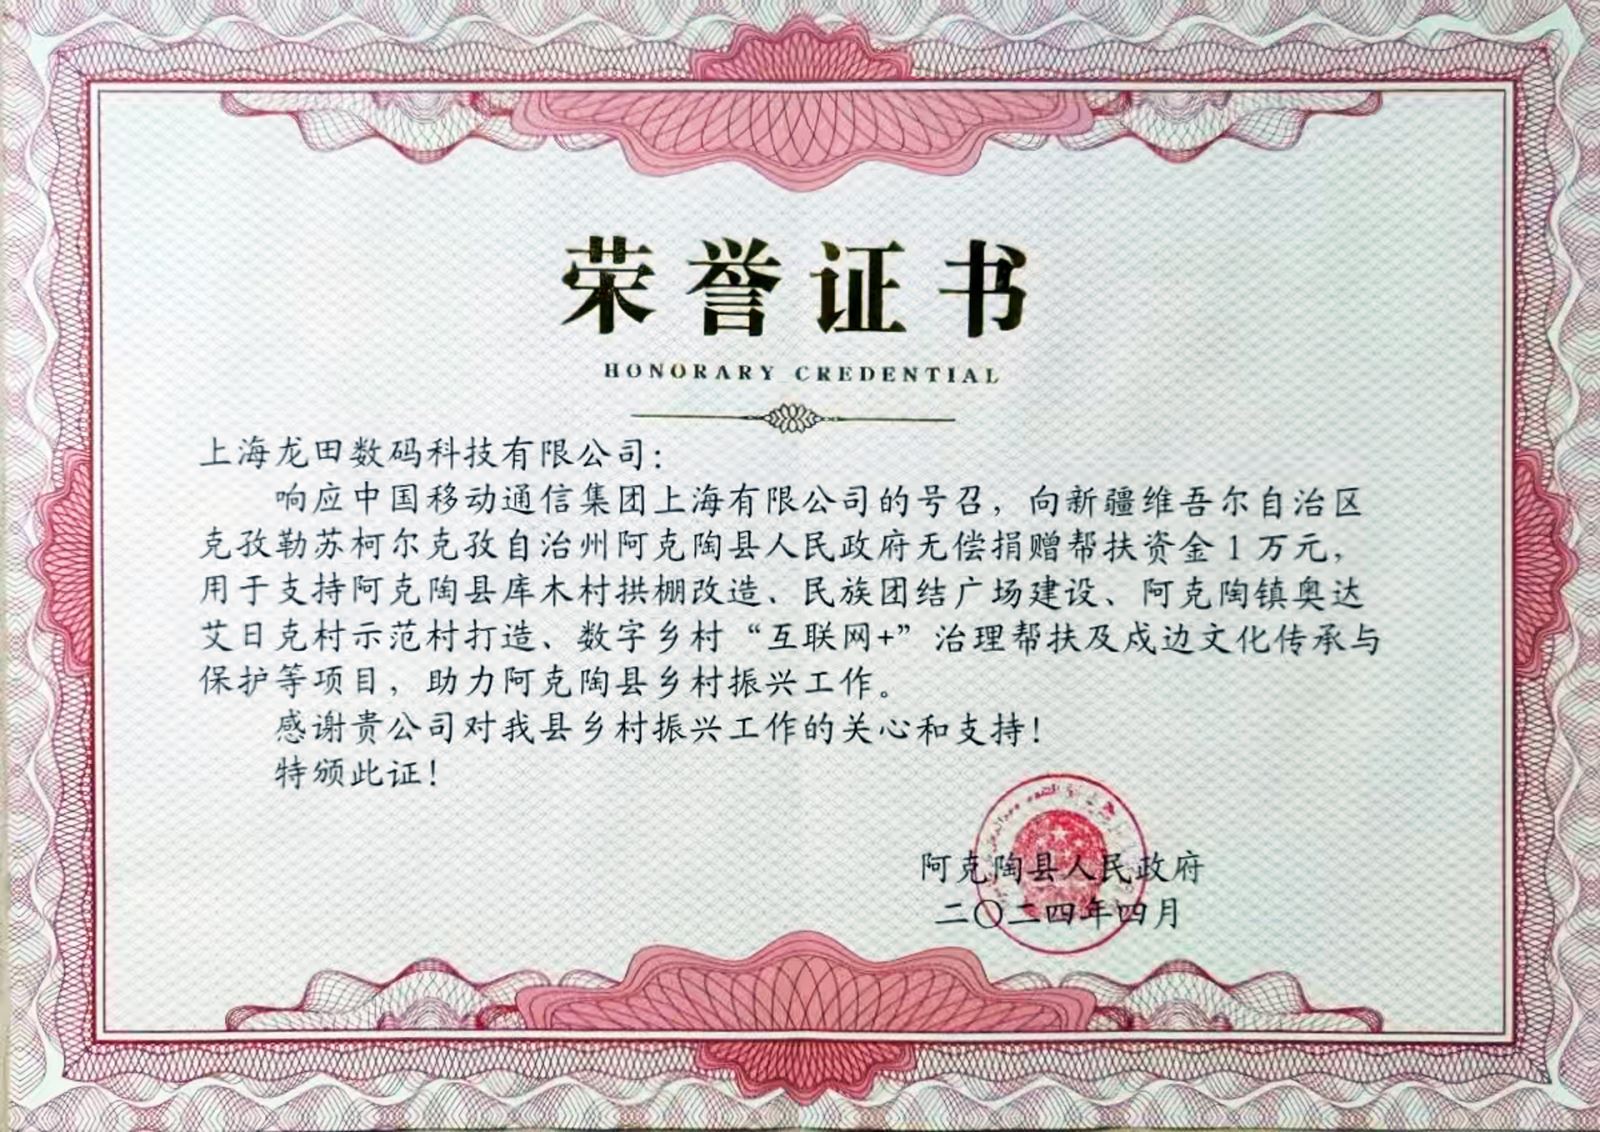 荣誉证书
HONORARY CREDENTIAL
上海龙田数码科技有限公司：
响应中国移动通信集团上海有限公司的号召，向新疆维吾尔自治区
克孜勒苏柯尔克孜自治州阿克陶县人民政府无偿捐赠帮扶资金1万元，
用于支持阿克陶县库木村拱棚改造、民族团结广场建设、阿克陶镇奥达
艾日克村示范村打造、数字乡村“互联网+”治理帮扶及戍边文化传承与
保护等项目，助力阿克陶县乡村振兴工作。
感谢贵公司对我县乡村振兴工作的关心和支持！
特颁此证！
阿克陶县人民政府
二〇二四年四月